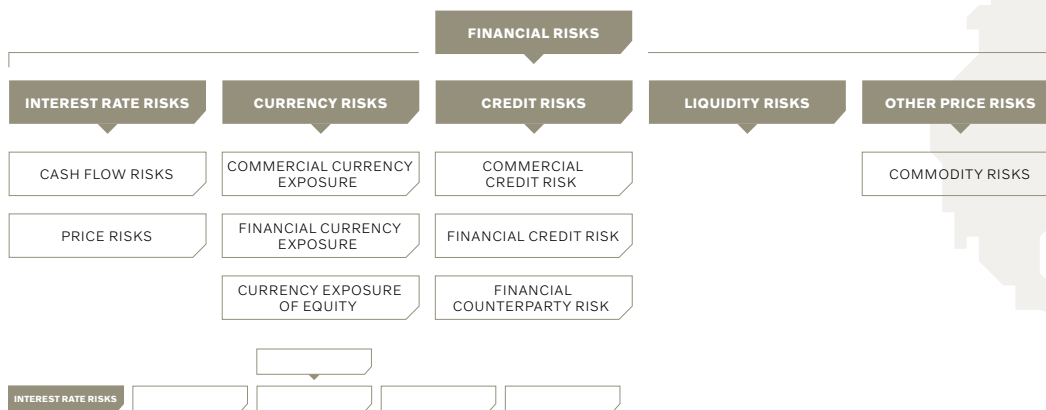 FINANCIAL RISKS
INTEREST RATE RISKS
CURRENCY RISKS
CREDIT RISKS
LIQUIDITY RISKS
OTHER PRICE RISKS
CASH FLOW RISKS
COMMERCIAL CURRENCY
EXPOSURE
COMMERCIAL
CREDIT RISK
COMMODITY RISKS
PRICE RISKS
FINANCIAL CURRENCY
EXPOSURE
FINANCIAL CREDIT RISK
CURRENCY EXPOSURE
OF EQUITY
FINANCIAL
COUNTERPARTY RISK
INTEREST RATE RISKS